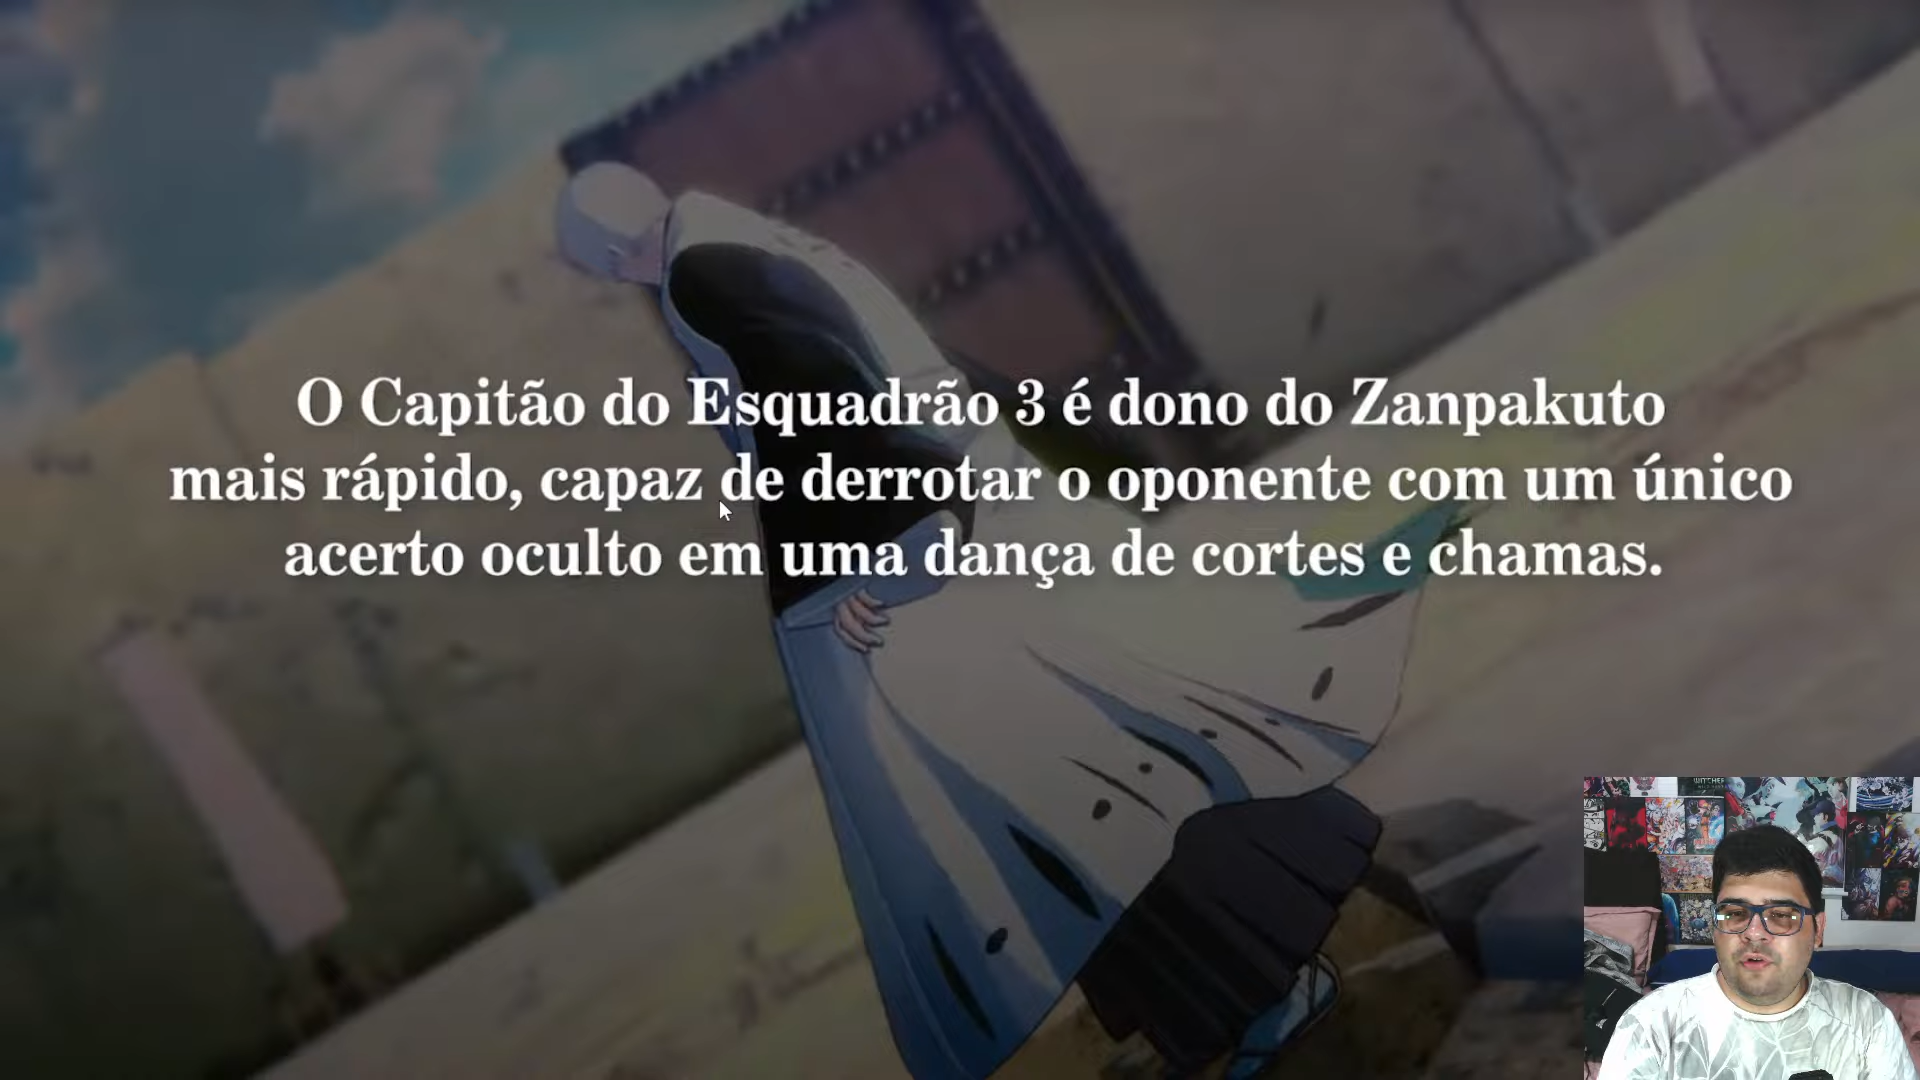 O Capitão do Esquadrão 3 é dono do Zanpakuto
mais rápido, capaz de derrotar o oponente com um único
acerto oculto em uma dança de cortes e chamas.
WITCHER